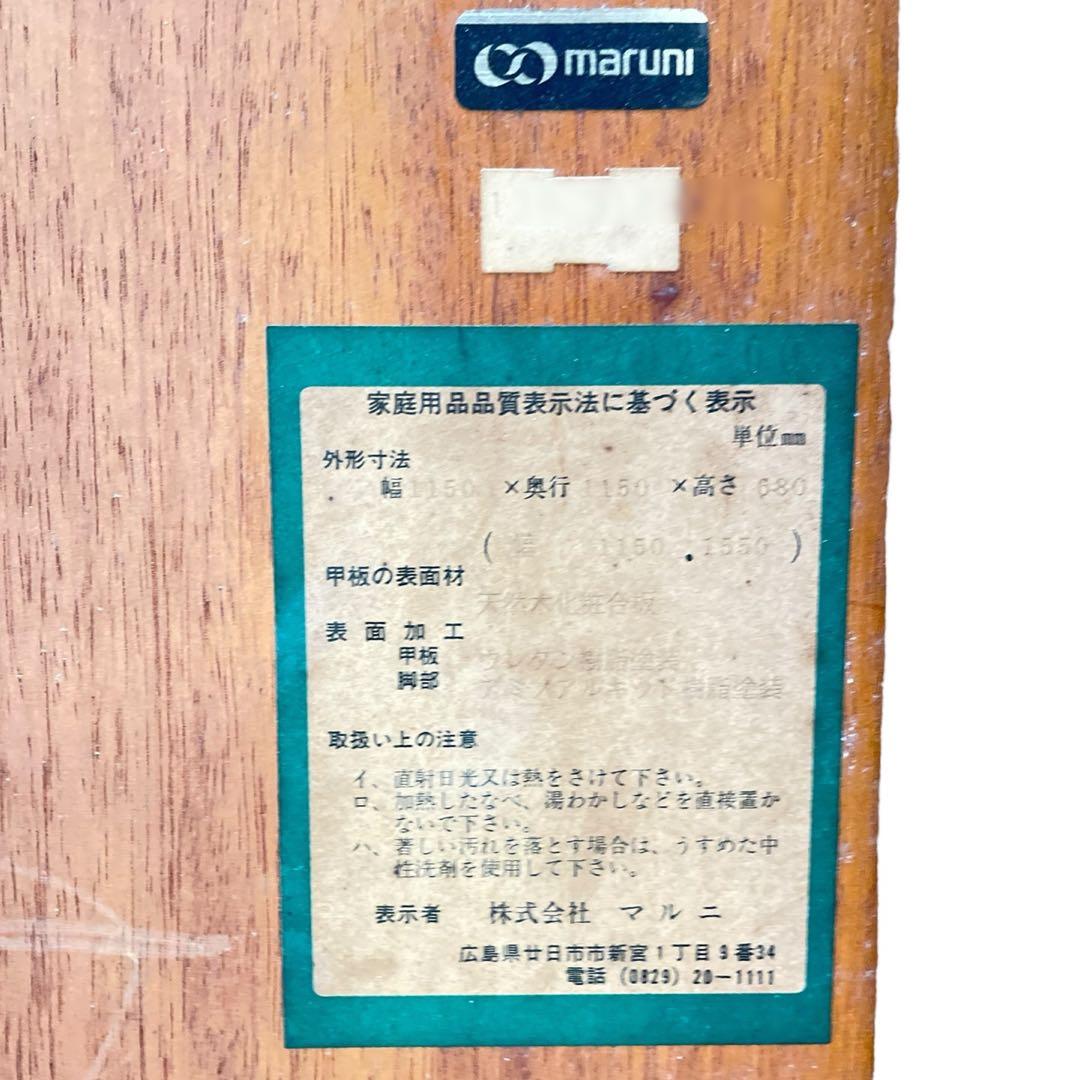 maruni
家庭用品品質表示法に基づく表示
単位mm
外形寸法
幅1150 ×奥行1150 ×高さ680
( 幅 1150 . 1550 )
甲板の表面材
天然木化粧合板
表面加工
甲板 ウレタン樹脂塗装
脚部 アミノアルキッド樹脂塗装
取扱い上の注意
イ、直射日光又は熱をさけて下さい。
ロ、加熱したなべ、湯わかしなどを直接置か
ないで下さい。
ハ、著しい汚れを落とす場合は、うすめた中
性洗剤を使用して下さい。
表示者 株式会社 マルニ
広島県廿日市市新宮1丁目9番34
電話 (0829) 20-1111